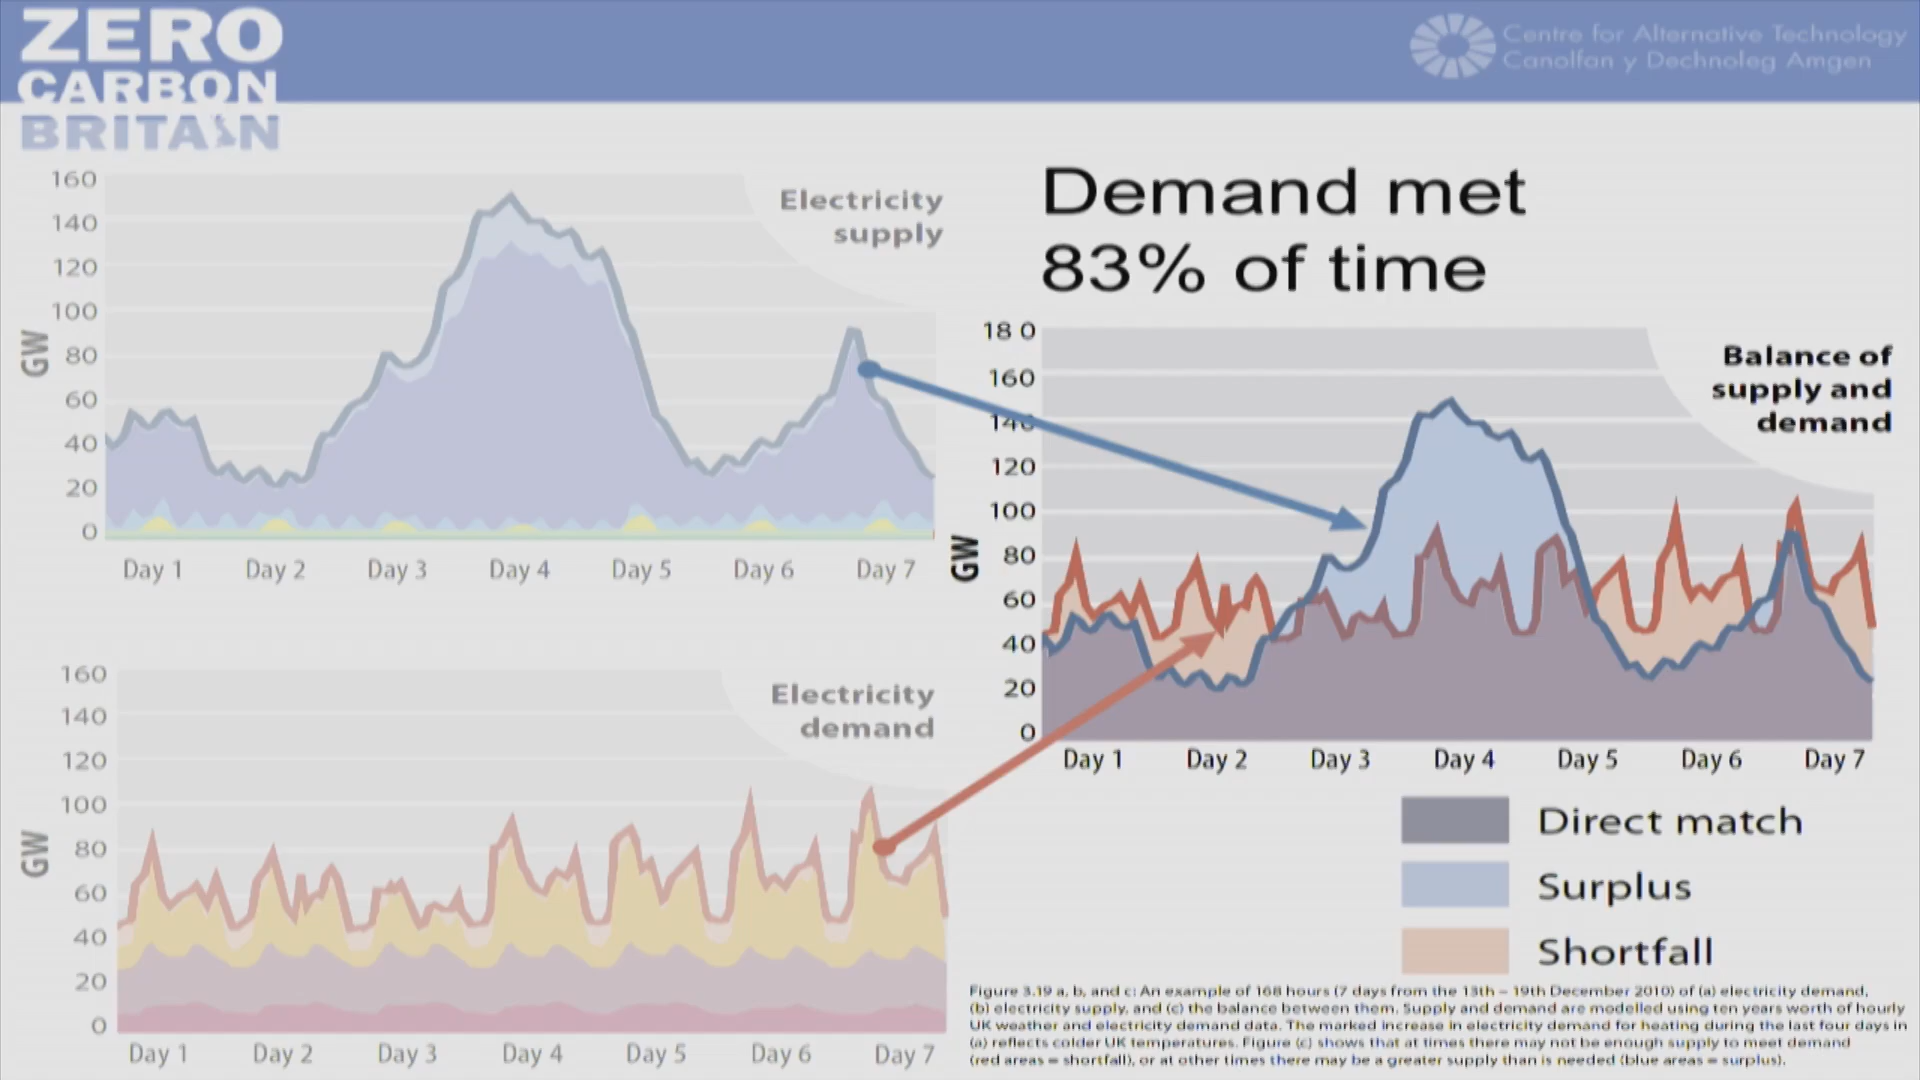 ZERO
CARBON
BRITAIN
Centre for Alternative Technology
Canolfan y Dechnoleg Amgen
Electricity
supply
GW
160
140
120
100
80
60
40
20
0
Day 1 Day 2 Day 3 Day 4 Day 5 Day 6 Day 7
Electricity
demand
GW
160
140
120
100
80
60
40
20
0
Day 1 Day 2 Day 3 Day 4 Day 5 Day 6 Day 7
Demand met
83% of time
Balance of
supply and
demand
GW
18 0
160
140
120
100
80
60
40
20
0
Day 1 Day 2 Day 3 Day 4 Day 5 Day 6 Day 7
Direct match
Surplus
Shortfall
Figure 3.19 a, b, and c: An example of 168 hours (7 days from the 13th – 19th December 2010) of (a) electricity demand,
(b) electricity supply, and (c) the balance between them. Supply and demand are modelled using ten years worth of hourly
UK weather and electricity demand data. The marked increase in electricity demand for heating during the last four days in
(a) reflects colder UK temperatures. Figure (c) shows that at times there may not be enough supply to meet demand
(red areas = shortfall), or at other times there may be a greater supply than is needed (blue areas = surplus).